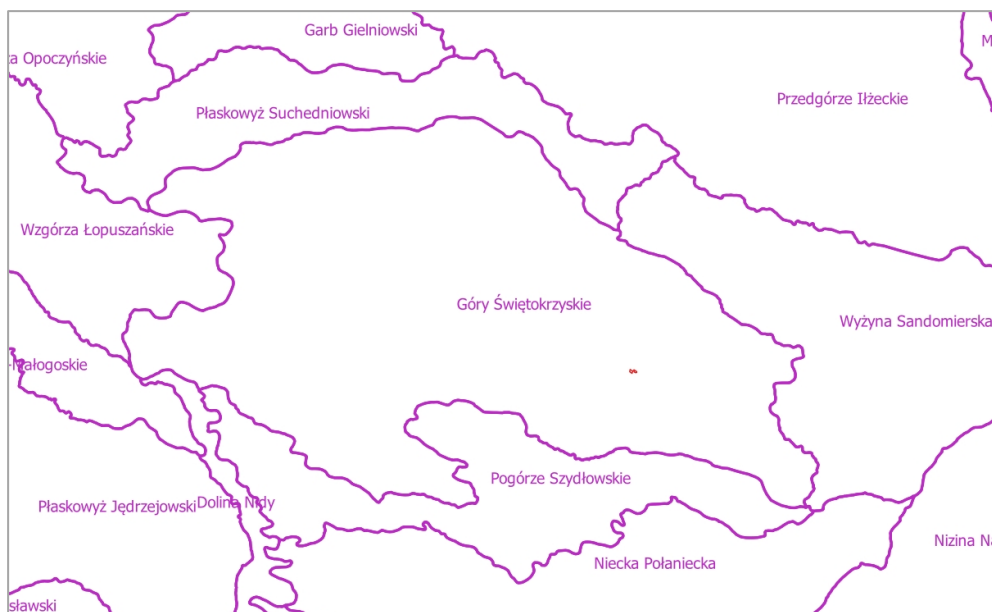 Garb Gielniowski
M
a Opoczyńskie
Przedgórze Iłżeckie
Płaskowyż Suchedniowski
Wzgórza Łopuszańskie
Góry Świętokrzyskie
Wyżyna Sandomierska
-Małogoskie
Pogórze Szydłowskie
Płaskowyż Jędrzejowski
Dolina Nidy
Nizina Na
Niecka Połaniecka
sławski